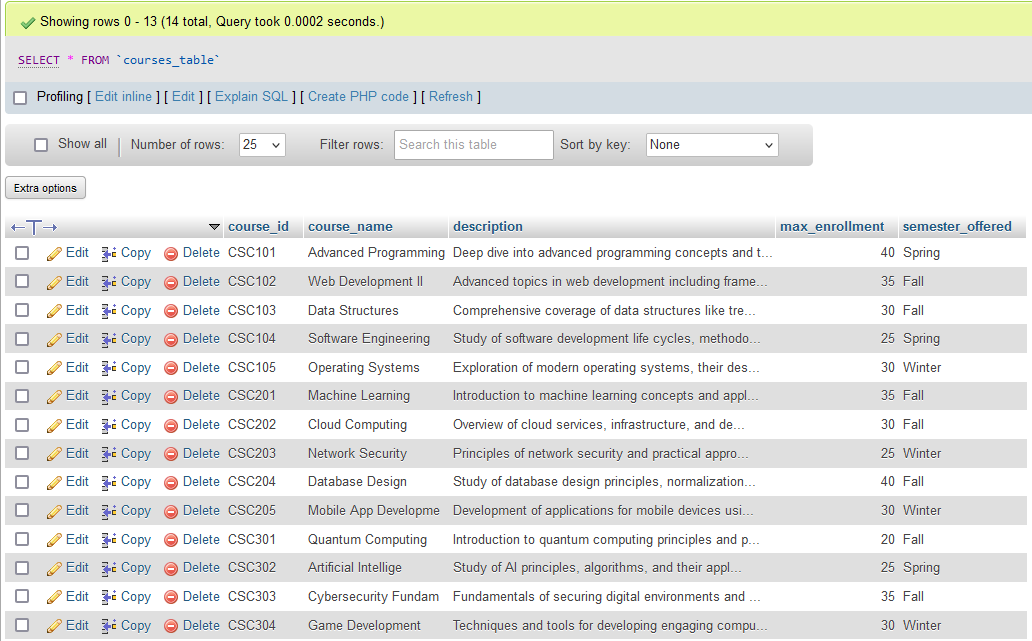 Showing rows 0 - 13 (14 total, Query took 0.0002 seconds.)
SELECT * FROM `courses_table`
Profiling [ Edit inline ] [ Edit ] [ Explain SQL ] [ Create PHP code ] [ Refresh ]
Show all Number of rows: 25 Filter rows: Search this table Sort by key: None
Extra options
←T→ course_id course_name description max_enrollment semester_offered
Edit Copy Delete CSC101 Advanced Programming Deep dive into advanced programming concepts and t... 40 Spring
Edit Copy Delete CSC102 Web Development II Advanced topics in web development including frame... 35 Fall
Edit Copy Delete CSC103 Data Structures Comprehensive coverage of data structures like tre... 30 Fall
Edit Copy Delete CSC104 Software Engineering Study of software development life cycles, methodo... 25 Spring
Edit Copy Delete CSC105 Operating Systems Exploration of modern operating systems, their des... 30 Winter
Edit Copy Delete CSC201 Machine Learning Introduction to machine learning concepts and appl... 35 Fall
Edit Copy Delete CSC202 Cloud Computing Overview of cloud services, infrastructure, and de... 30 Fall
Edit Copy Delete CSC203 Network Security Principles of network security and practical appro... 25 Winter
Edit Copy Delete CSC204 Database Design Study of database design principles, normalization... 40 Fall
Edit Copy Delete CSC205 Mobile App Developme Development of applications for mobile devices usi... 30 Winter
Edit Copy Delete CSC301 Quantum Computing Introduction to quantum computing principles and p... 20 Fall
Edit Copy Delete CSC302 Artificial Intellige Study of AI principles, algorithms, and their appl... 25 Spring
Edit Copy Delete CSC303 Cybersecurity Fundam Fundamentals of securing digital environments and ... 35 Fall
Edit Copy Delete CSC304 Game Development Techniques and tools for developing engaging compu... 30 Winter